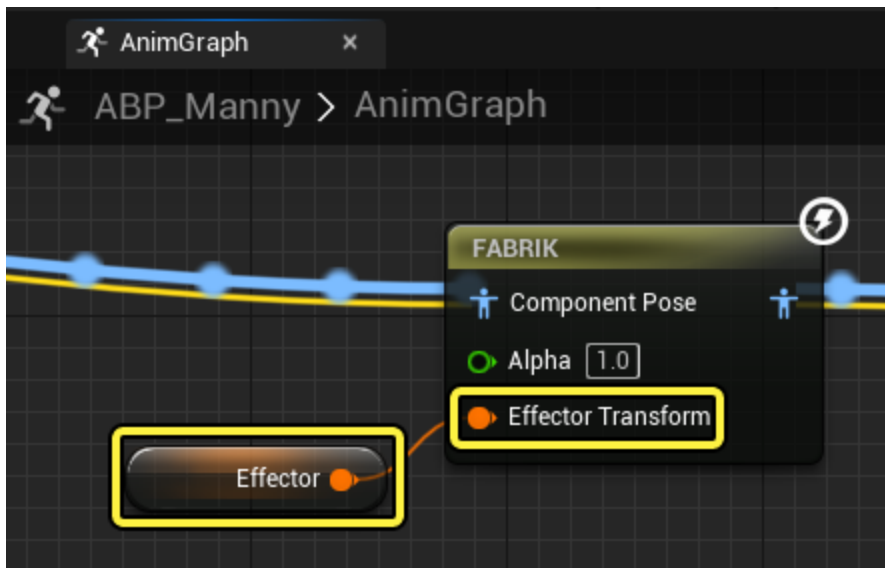 AnimGraph ×
ABP_Manny > AnimGraph
FABRIK
Component Pose
Alpha 1.0
Effector Transform
Effector